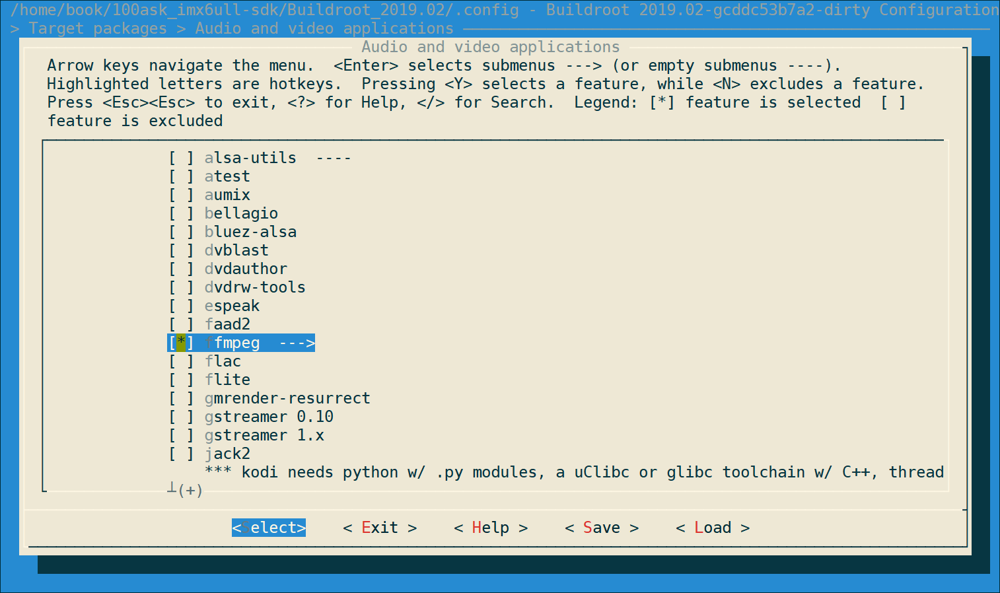 /home/book/100ask_imx6ull-sdk/Buildroot_2019.02/.config - Buildroot 2019.02-gcddc53b7a2-dirty Configuration
> Target packages > Audio and video applications
Audio and video applications
Arrow keys navigate the menu.  <Enter> selects submenus ---> (or empty submenus ----).
Highlighted letters are hotkeys.  Pressing <Y> selects a feature, while <N> excludes a feature.
Press <Esc><Esc> to exit, <?> for Help, </> for Search.  Legend: [*] feature is selected  [ ]
feature is excluded
[ ] alsa-utils  ----
[ ] atest
[ ] aumix
[ ] bellagio
[ ] bluez-alsa
[ ] dvblast
[ ] dvdauthor
[ ] dvdrw-tools
[ ] espeak
[ ] faad2
[*] ffmpeg  --->
[ ] flac
[ ] flite
[ ] gmrender-resurrect
[ ] gstreamer 0.10
[ ] gstreamer 1.x
[ ] jack2
*** kodi needs python w/ .py modules, a uClibc or glibc toolchain w/ C++, thread
┴(+)
<Select>    < Exit >    < Help >    < Save >    < Load >